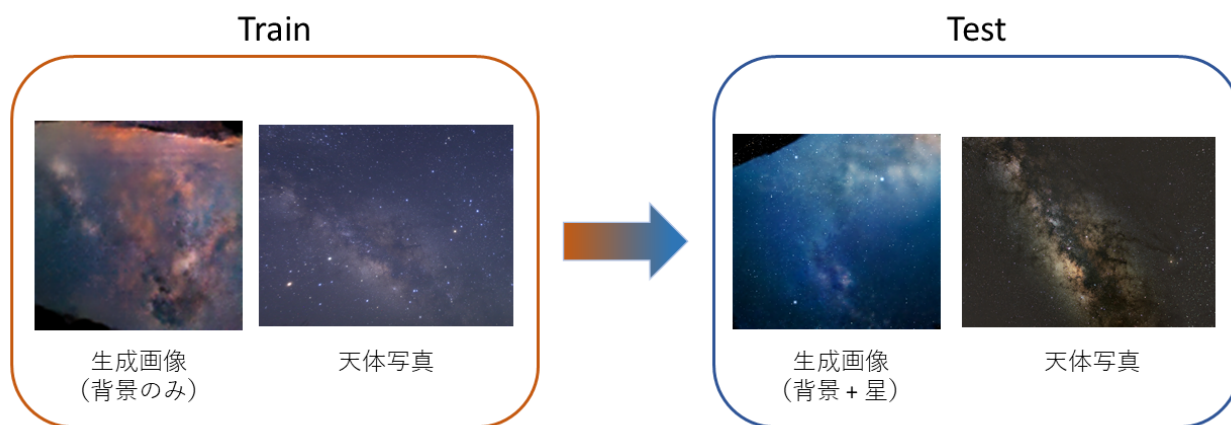 Train
生成画像
（背景のみ）
天体写真
Test
生成画像
（背景 + 星）
天体写真